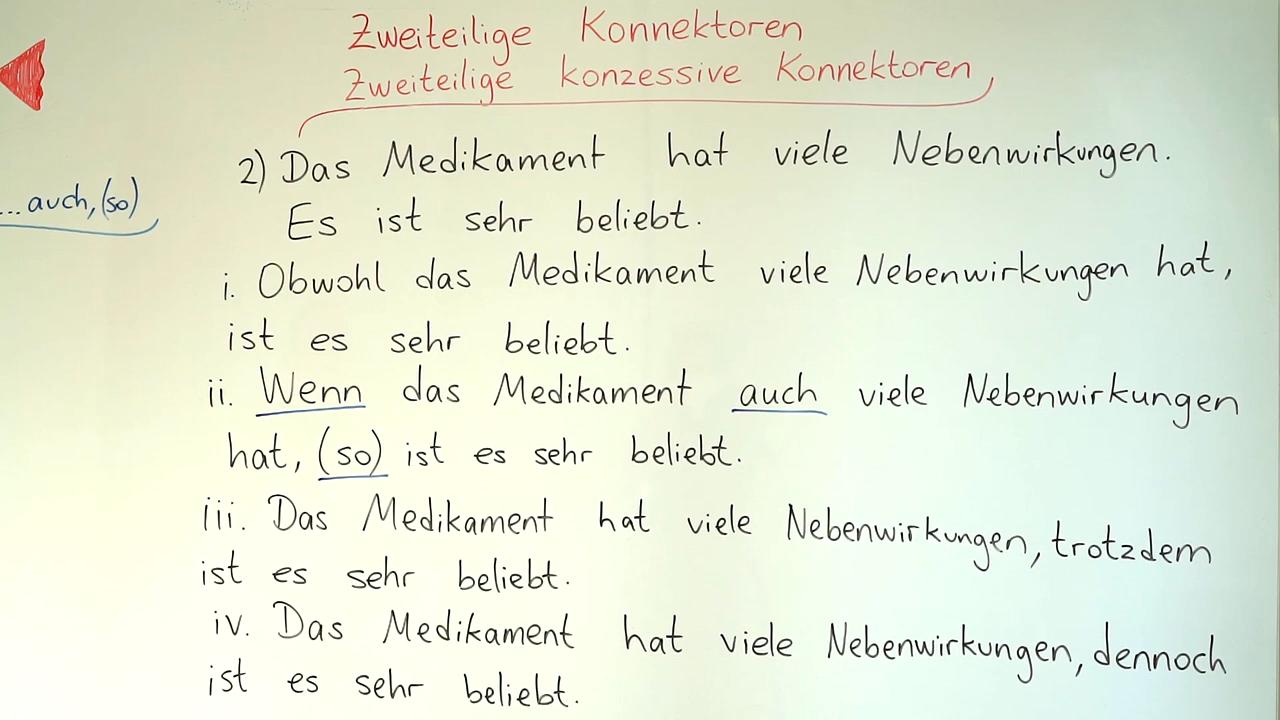 Zweiteilige Konnektoren
Zweiteilige konzessive Konnektoren
2) Das Medikament hat viele Nebenwirkungen.
...auch,(so)
Es ist sehr beliebt.
i. Obwohl das Medikament viele Nebenwirkungen hat,
ist es sehr beliebt.
ii. Wenn das Medikament auch viele Nebenwirkungen
hat, (so) ist es sehr beliebt.
iii. Das Medikament hat viele Nebenwirkungen, trotzdem
ist es sehr beliebt.
iv. Das Medikament hat viele Nebenwirkungen, dennoch
ist es sehr beliebt.